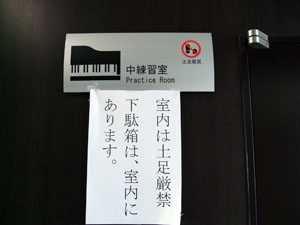 中練習室
Practice Room
土足厳禁
室内は土足厳禁
下駄箱は、室内に
あります。